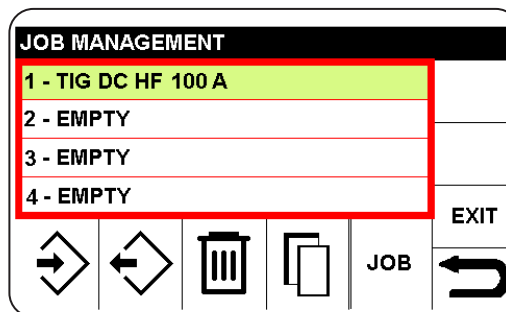 JOB MANAGEMENT
1 - TIG DC HF 100 A
2 - EMPTY
3 - EMPTY
4 - EMPTY
EXIT
JOB